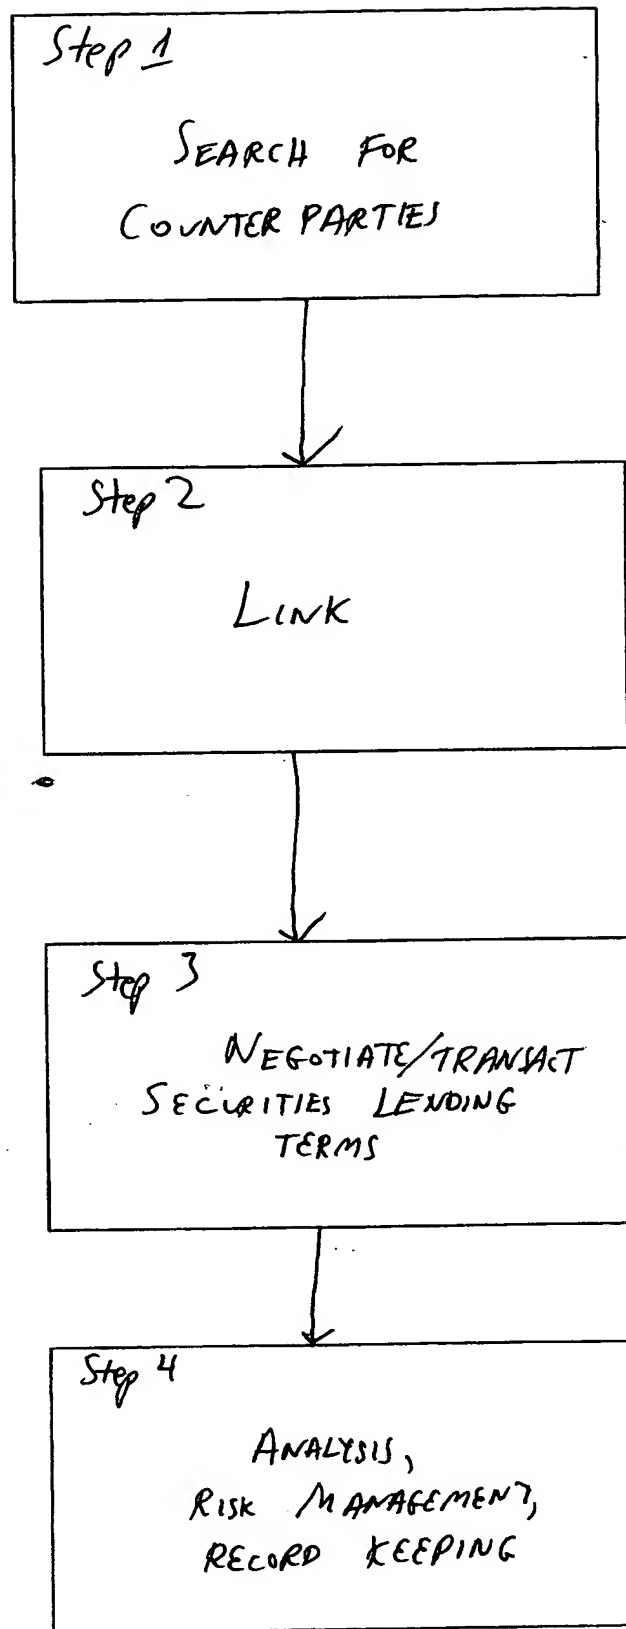 Step 1
SEARCH FOR
COUNTER PARTIES
Step 2
LINK
Step 3
NEGOTIATE/TRANSACT
SECURITIES LENDING
TERMS
Step 4
ANALYSIS,
RISK MANAGEMENT,
RECORD KEEPING